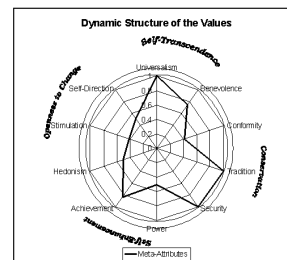 Dynamic Structure of the Values
Self-Transcendence
Universalism
Self-Direction
Benevolence
Openness to Change
1
0.8
0.6
0.4
0.2
0
Stimulation
Conformity
Conservation
Hedonism
Tradition
Achievement
Security
Power
Self-Enhancement
Meta-Attributes